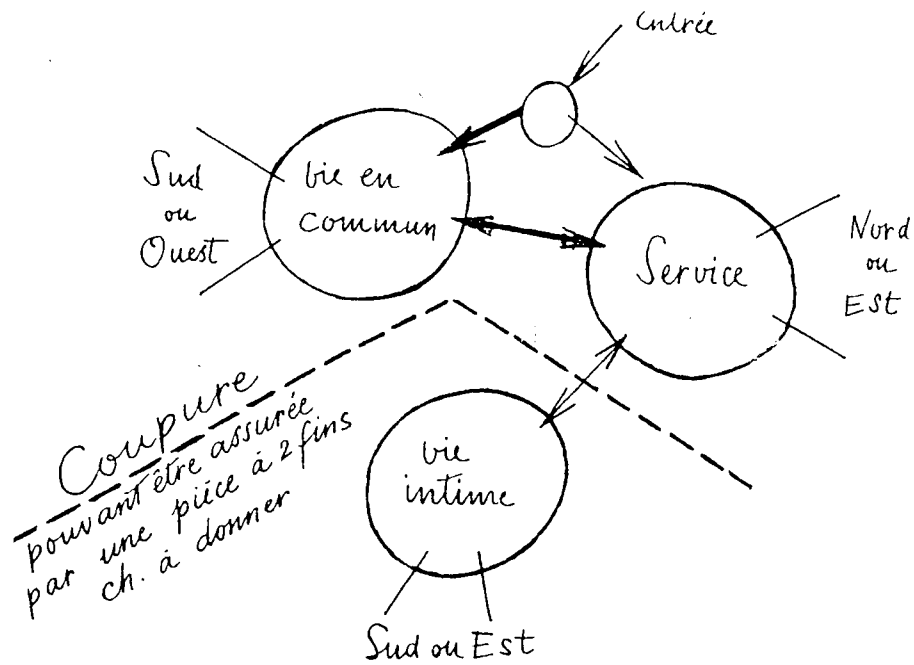 Entrée
Sud
ou
Ouest
vie en
commun
Service
Nord
ou
Est
Coupure
pouvant être assurée
par une pièce à 2 fins
ch. à donner
vie
intime
Sud ou Est